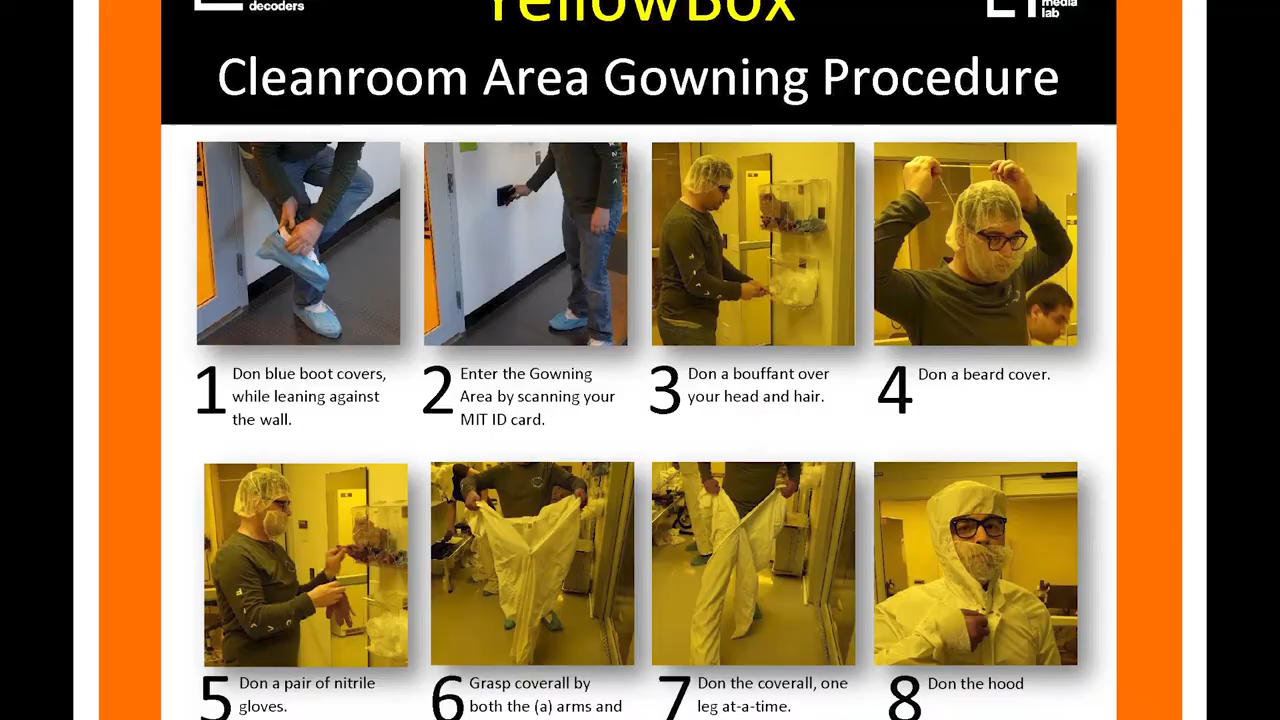 decoders
YellowBox
media
lab
Cleanroom Area Gowning Procedure
1 Don blue boot covers,
while leaning against
the wall.
2 Enter the Gowning
Area by scanning your
MIT ID card.
3 Don a bouffant over
your head and hair.
4 Don a beard cover.
5 Don a pair of nitrile
gloves.
6 Grasp coverall by
both the (a) arms and
7 Don the coverall, one
leg at-a-time.
8 Don the hood